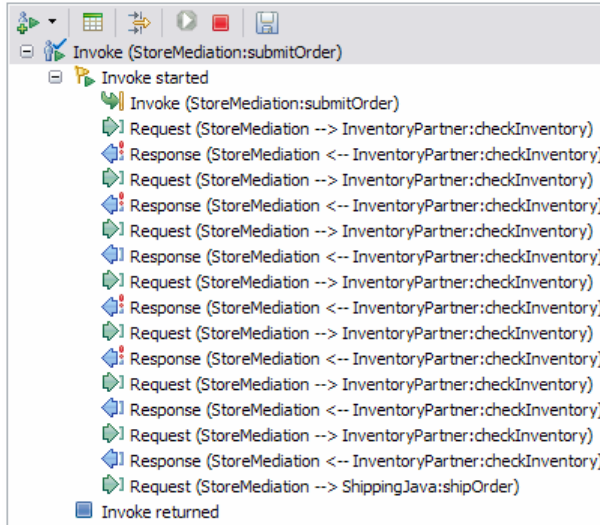 Invoke (StoreMediation:submitOrder)
Invoke started
Invoke (StoreMediation:submitOrder)
Request (StoreMediation --> InventoryPartner:checkInventory)
Response (StoreMediation <-- InventoryPartner:checkInventory)
Request (StoreMediation --> InventoryPartner:checkInventory)
Response (StoreMediation <-- InventoryPartner:checkInventory)
Request (StoreMediation --> InventoryPartner:checkInventory)
Response (StoreMediation <-- InventoryPartner:checkInventory)
Request (StoreMediation --> InventoryPartner:checkInventory)
Response (StoreMediation <-- InventoryPartner:checkInventory)
Request (StoreMediation --> InventoryPartner:checkInventory)
Response (StoreMediation <-- InventoryPartner:checkInventory)
Request (StoreMediation --> InventoryPartner:checkInventory)
Response (StoreMediation <-- InventoryPartner:checkInventory)
Request (StoreMediation --> InventoryPartner:checkInventory)
Response (StoreMediation <-- InventoryPartner:checkInventory)
Request (StoreMediation --> ShippingJava:shipOrder)
Invoke returned